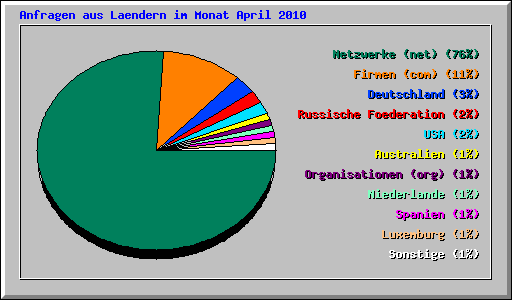 Anfragen aus Laendern im Monat April 2010
Netzwerke (net) (76%)
Firmen (com) (11%)
Deutschland (3%)
Russische Foederation (2%)
USA (2%)
Australien (1%)
Organisationen (org) (1%)
Niederlande (1%)
Spanien (1%)
Luxemburg (1%)
Sonstige (1%)